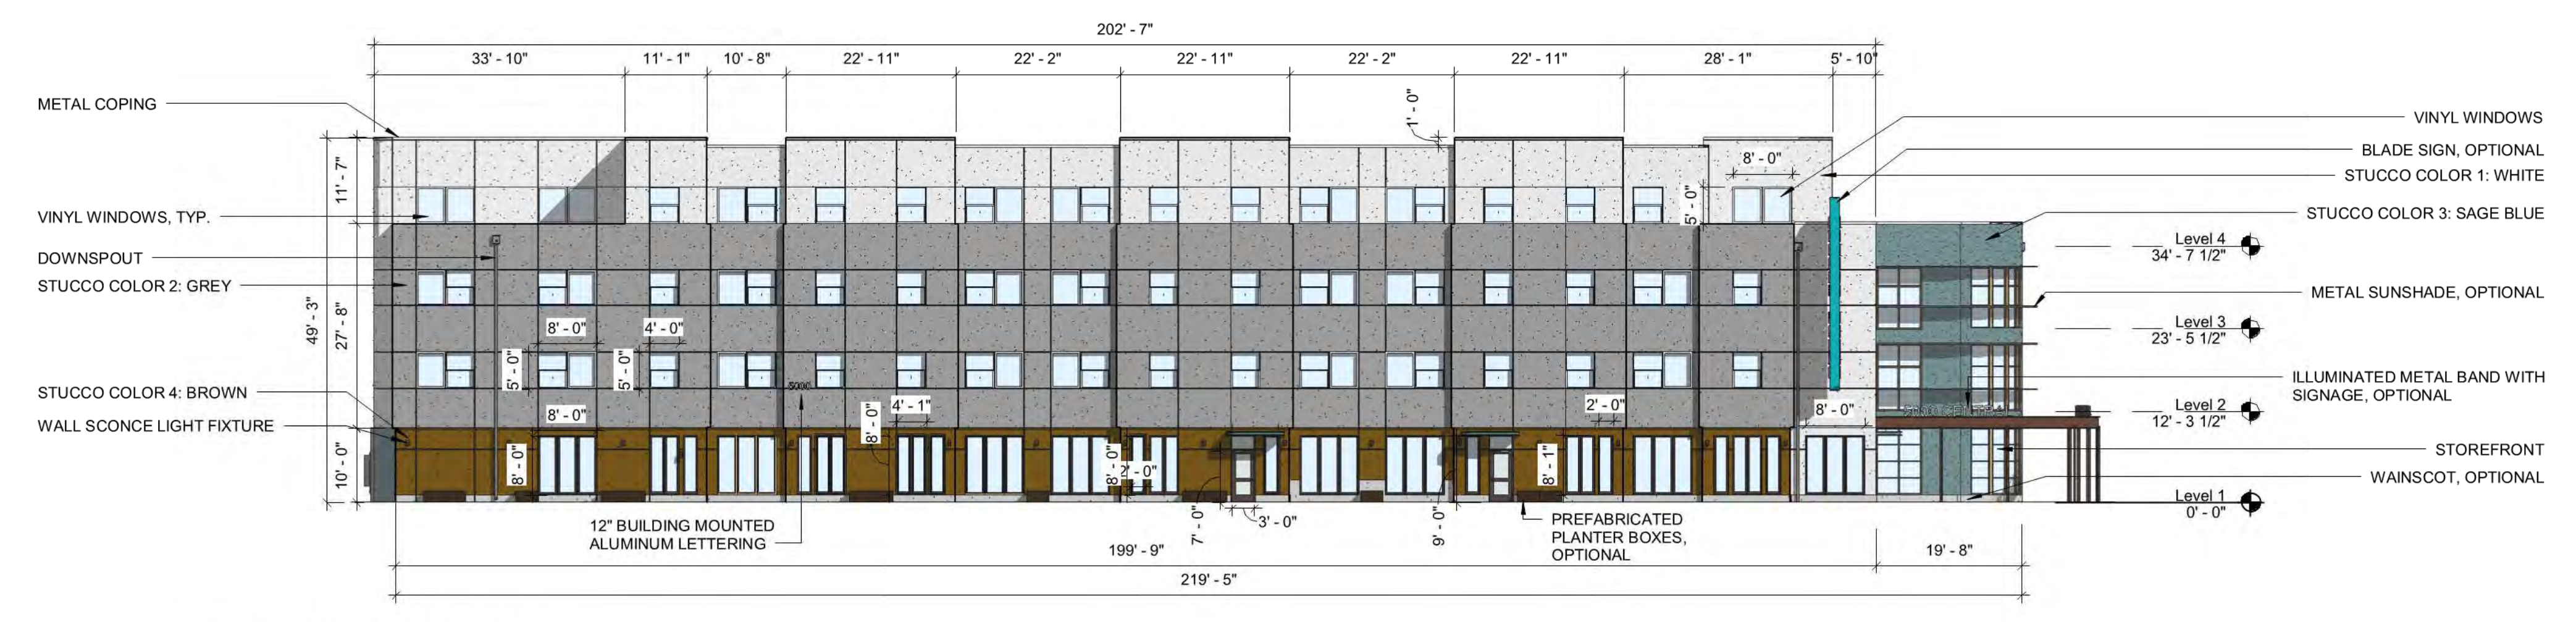 202' - 7"
33' - 10"
11' - 1"
10' - 8"
22' - 11"
22' - 2"
22' - 11"
22' - 2"
22' - 11"
28' - 1"
5' - 10"
METAL COPING
VINYL WINDOWS, TYP.
DOWNSPOUT
STUCCO COLOR 2: GREY
STUCCO COLOR 4: BROWN
WALL SCONCE LIGHT FIXTURE
49' - 3"
11' - 7"
27' - 8"
10' - 0"
1' - 0"
8' - 0"
5' - 0"
8' - 0"
4' - 0"
5' - 0"
5' - 0"
8' - 0"
8' - 0"
8' - 0"
4' - 1"
8' - 0"
2' - 0"
7' - 0"
3' - 0"
9' - 0"
8' - 1"
2' - 0"
8' - 0"
12" BUILDING MOUNTED
ALUMINUM LETTERING
PREFABRICATED
PLANTER BOXES,
OPTIONAL
199' - 9"
19' - 8"
219' - 5"
VINYL WINDOWS
BLADE SIGN, OPTIONAL
STUCCO COLOR 1: WHITE
STUCCO COLOR 3: SAGE BLUE
Level 4
34' - 7 1/2"
METAL SUNSHADE, OPTIONAL
Level 3
23' - 5 1/2"
ILLUMINATED METAL BAND WITH
SIGNAGE, OPTIONAL
Level 2
12' - 3 1/2"
STOREFRONT
WAINSCOT, OPTIONAL
Level 1
0' - 0"